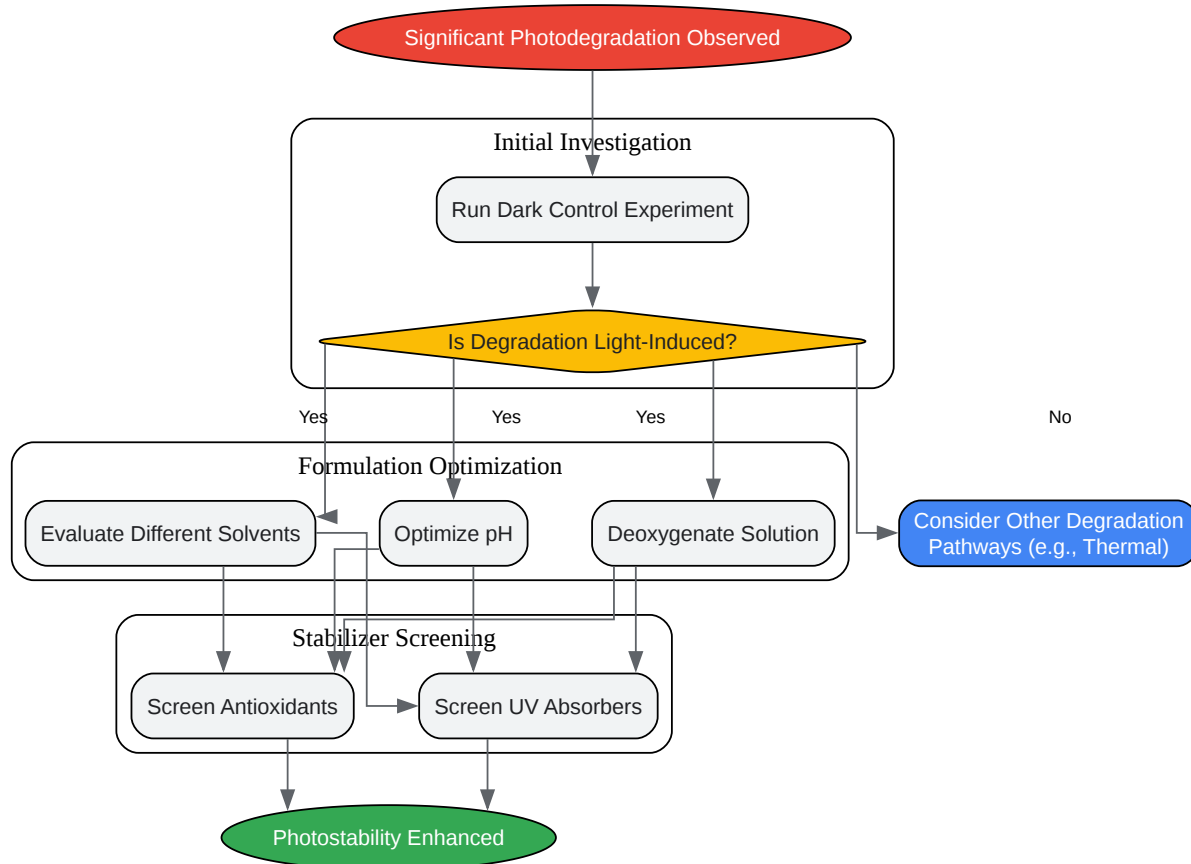 Significant Photodegradation Observed
Initial Investigation
Run Dark Control Experiment
Is Degradation Light-Induced?
Yes
Yes
Yes
No
Formulation Optimization
Evaluate Different Solvents
Optimize pH
Deoxygenate Solution
Consider Other Degradation
Pathways (e.g., Thermal)
Stabilizer Screening
Screen Antioxidants
Screen UV Absorbers
Photostability Enhanced